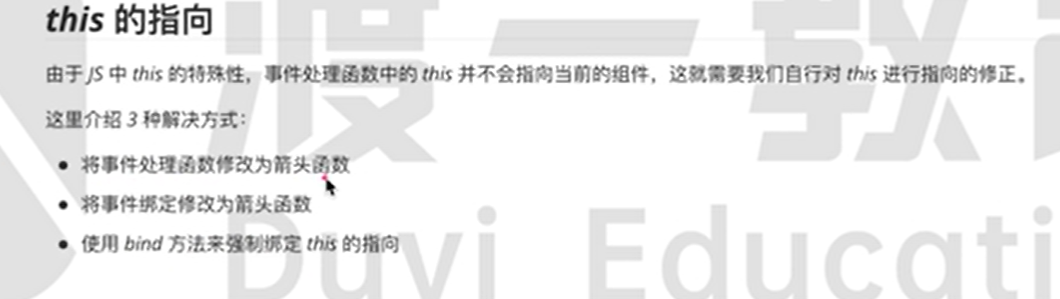 this 的指向
由于 JS 中 this 的特殊性，事件处理函数中的 this 并不会指向当前的组件，这就需要我们自行对 this 进行指向的修正。
这里介绍 3 种解决方式：
将事件处理函数修改为箭头函数
将事件绑定修改为箭头函数
使用 bind 方法来强制绑定 this 的指向
渡一教
Duyi Educati